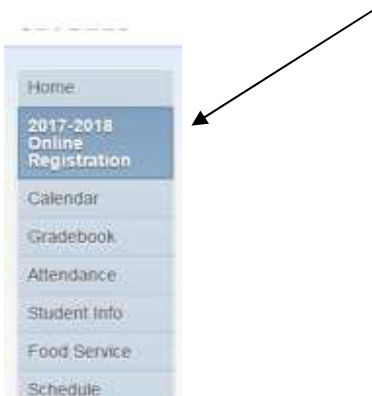 Home
2017-2018
Online
Registration
Calendar
Gradebook
Attendance
Student Info
Food Service
Schedule